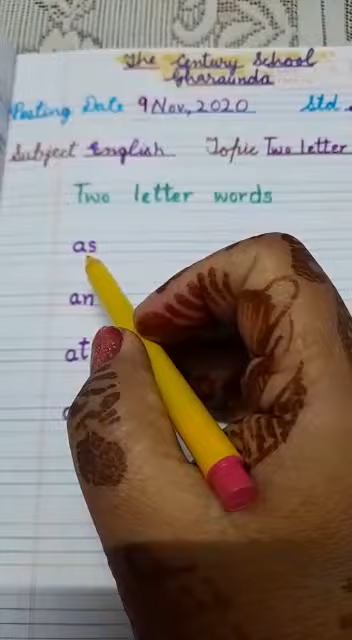 The Century School
Gharaunda
Posting Date 9 Nov, 2020 Std.
Subject English Topic Two letter
Two letter words
as
an
at